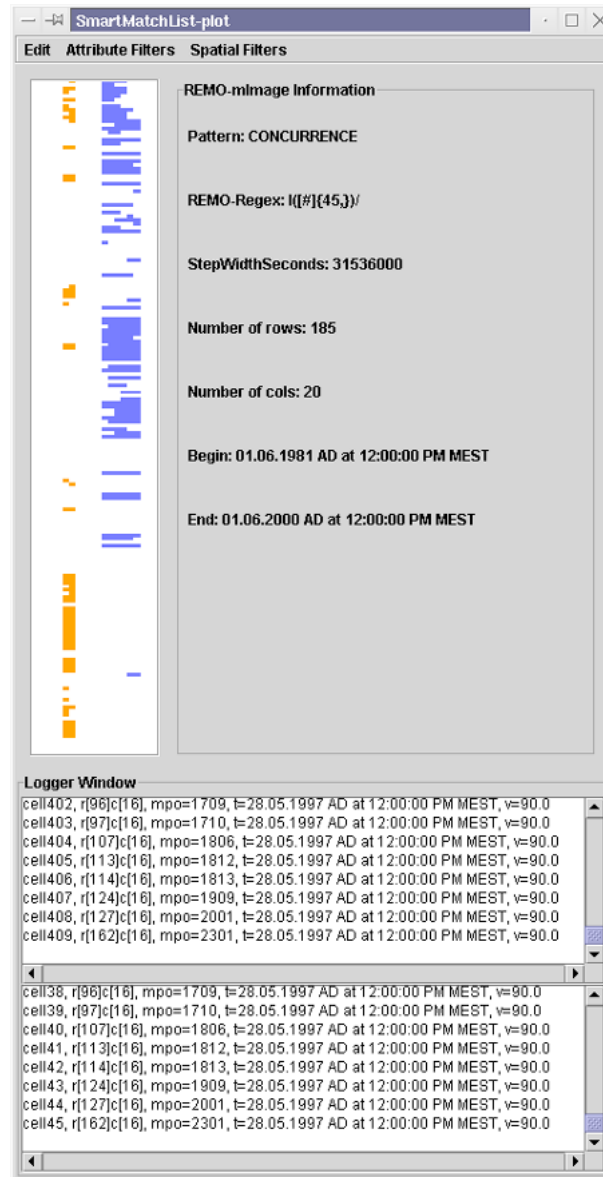 SmartMatchList-plot
Edit Attribute Filters Spatial Filters
REMO-mImage Information
Pattern: CONCURRENCE
REMO-Regex: I([#]{45,})/
StepWidthSeconds: 31536000
Number of rows: 185
Number of cols: 20
Begin: 01.06.1981 AD at 12:00:00 PM MEST
End: 01.06.2000 AD at 12:00:00 PM MEST
Logger Window
cell402, r[96]c[16], mpo=1709, t=28.05.1997 AD at 12:00:00 PM MEST, v=90.0
cell403, r[97]c[16], mpo=1710, t=28.05.1997 AD at 12:00:00 PM MEST, v=90.0
cell404, r[107]c[16], mpo=1806, t=28.05.1997 AD at 12:00:00 PM MEST, v=90.0
cell405, r[113]c[16], mpo=1812, t=28.05.1997 AD at 12:00:00 PM MEST, v=90.0
cell406, r[114]c[16], mpo=1813, t=28.05.1997 AD at 12:00:00 PM MEST, v=90.0
cell407, r[124]c[16], mpo=1909, t=28.05.1997 AD at 12:00:00 PM MEST, v=90.0
cell408, r[127]c[16], mpo=2001, t=28.05.1997 AD at 12:00:00 PM MEST, v=90.0
cell409, r[162]c[16], mpo=2301, t=28.05.1997 AD at 12:00:00 PM MEST, v=90.0
cell38, r[96]c[16], mpo=1709, t=28.05.1997 AD at 12:00:00 PM MEST, v=90.0
cell39, r[97]c[16], mpo=1710, t=28.05.1997 AD at 12:00:00 PM MEST, v=90.0
cell40, r[107]c[16], mpo=1806, t=28.05.1997 AD at 12:00:00 PM MEST, v=90.0
cell41, r[113]c[16], mpo=1812, t=28.05.1997 AD at 12:00:00 PM MEST, v=90.0
cell42, r[114]c[16], mpo=1813, t=28.05.1997 AD at 12:00:00 PM MEST, v=90.0
cell43, r[124]c[16], mpo=1909, t=28.05.1997 AD at 12:00:00 PM MEST, v=90.0
cell44, r[127]c[16], mpo=2001, t=28.05.1997 AD at 12:00:00 PM MEST, v=90.0
cell45, r[162]c[16], mpo=2301, t=28.05.1997 AD at 12:00:00 PM MEST, v=90.0